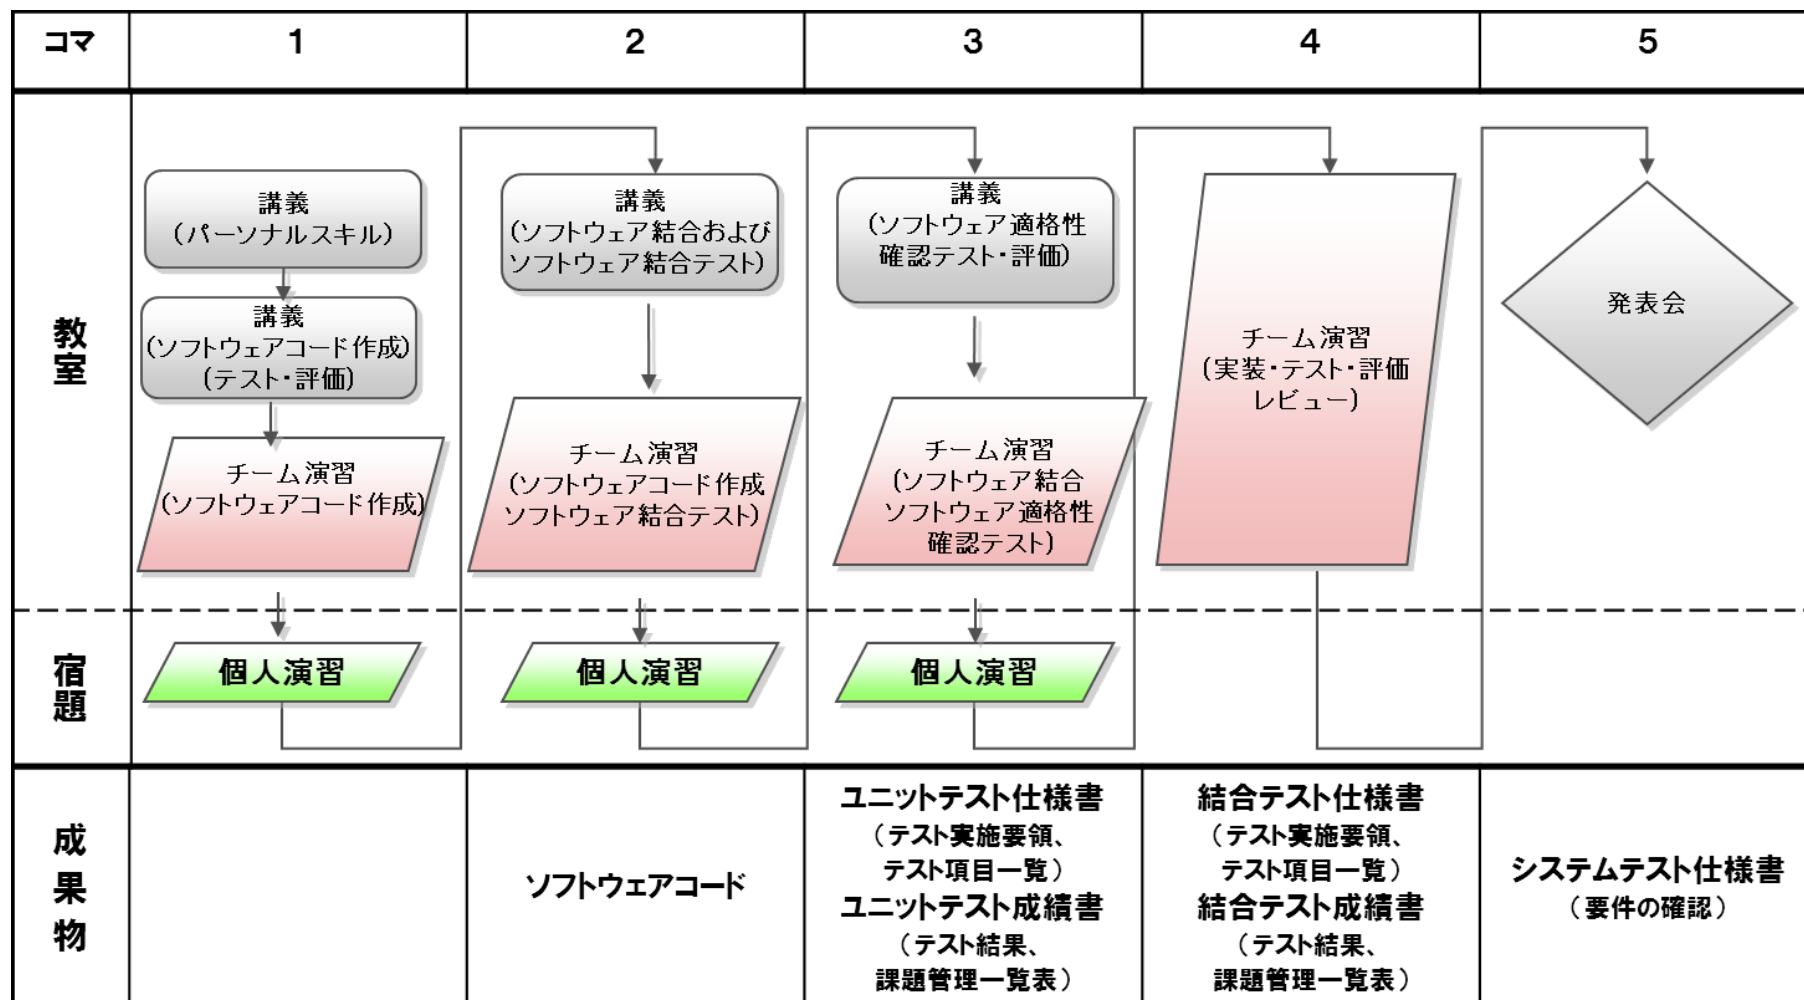 コマ
1
2
3
4
5
教室
講義
（パーソナルスキル）
講義
(ソフトウェアコード作成)
(テスト・評価)
チーム演習
(ソフトウェアコード作成)
講義
(ソフトウェア結合および
ソフトウェア結合テスト)
チーム演習
(ソフトウェアコード作成
ソフトウェア結合テスト)
講義
(ソフトウェア適格性
確認テスト・評価)
チーム演習
(ソフトウェア結合
ソフトウェア適格性
確認テスト)
チーム演習
(実装・テスト・評価
レビュー)
発表会
宿題
個人演習
個人演習
個人演習
成果物
ソフトウェアコード
ユニットテスト仕様書
（テスト実施要領、
テスト項目一覧）
ユニットテスト成績書
（テスト結果、
課題管理一覧表）
結合テスト仕様書
（テスト実施要領、
テスト項目一覧）
結合テスト成績書
（テスト結果、
課題管理一覧表）
システムテスト仕様書
（要件の確認）